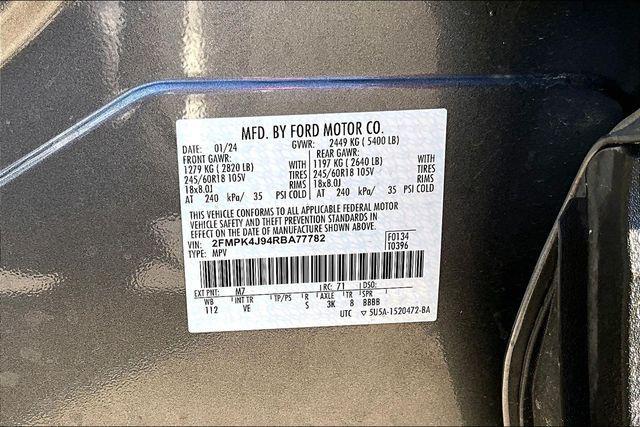 MFD. BY FORD MOTOR CO.
DATE: 01/24 GVWR: 2449 KG ( 5400 LB)
FRONT GAWR: REAR GAWR:
1279 KG ( 2820 LB) WITH 1197 KG ( 2640 LB) WITH
245/60R18 105V TIRES 245/60R18 105V TIRES
18x8.0J RIMS 18x8.0J RIMS
AT 240 kPa/ 35 PSI COLD AT 240 kPa/ 35 PSI COLD
THIS VEHICLE CONFORMS TO ALL APPLICABLE FEDERAL MOTOR
VEHICLE SAFETY AND THEFT PREVENTION STANDARDS IN
EFFECT ON THE DATE OF MANUFACTURE SHOWN ABOVE.
VIN: 2FMPK4J94RBA77782 F0134
TYPE: MPV T0396
EXT PNT: M7 RC: 71 DSO:
WB INT TR TP/PS R AXLE TR SPR
112 VE S 3K 8 BBBB
UTC ▽ 5U5A-1520472-BA